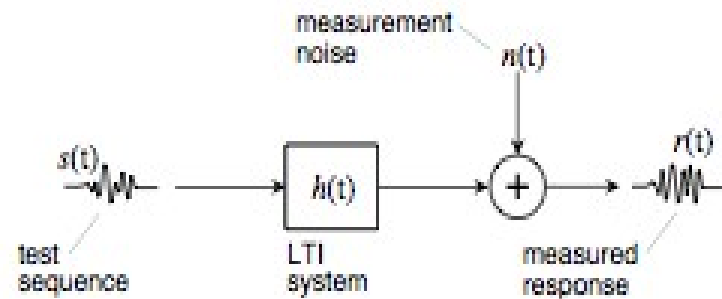 measurement
noise
n(t)
s(t)
r(t)
h(t)
+
test
sequence
LTI
system
measured
response